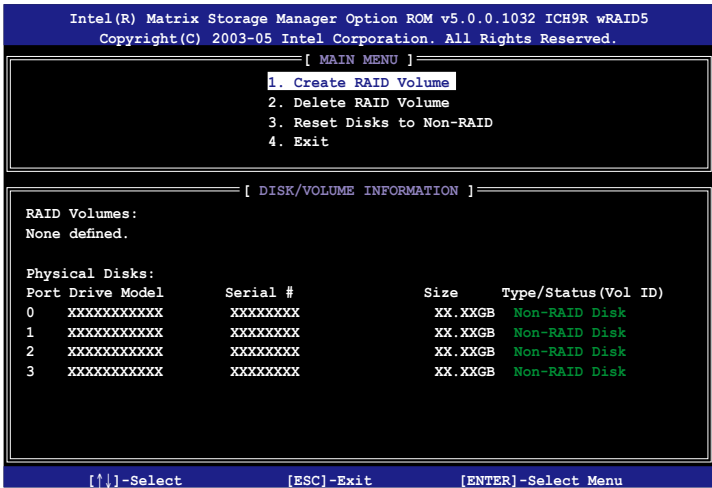 Intel(R) Matrix Storage Manager Option ROM v5.0.0.1032 ICH9R wRAID5
Copyright(C) 2003-05 Intel Corporation. All Rights Reserved.
[ MAIN MENU ]
1. Create RAID Volume
2. Delete RAID Volume
3. Reset Disks to Non-RAID
4. Exit
[ DISK/VOLUME INFORMATION ]
RAID Volumes:
None defined.
Physical Disks:
Port Drive Model Serial # Size Type/Status(Vol ID)
0 XXXXXXXXXXX XXXXXXXX XX.XXGB Non-RAID Disk
1 XXXXXXXXXXX XXXXXXXX XX.XXGB Non-RAID Disk
2 XXXXXXXXXXX XXXXXXXX XX.XXGB Non-RAID Disk
3 XXXXXXXXXXX XXXXXXXX XX.XXGB Non-RAID Disk
[↑↓]-Select [ESC]-Exit [ENTER]-Select Menu